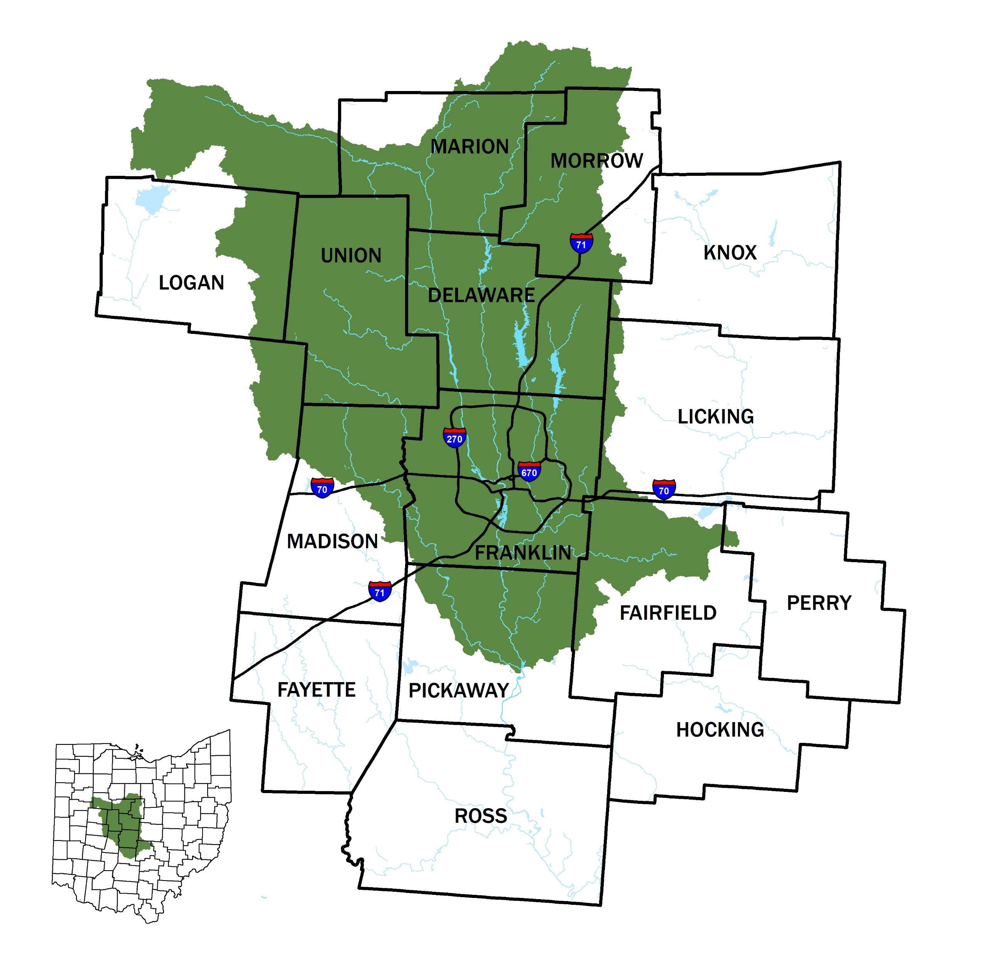 MARION
MORROW
71
KNOX
UNION
LOGAN
DELAWARE
LICKING
270
670
70
70
MADISON
FRANKLIN
71
PERRY
FAIRFIELD
FAYETTE
PICKAWAY
HOCKING
ROSS